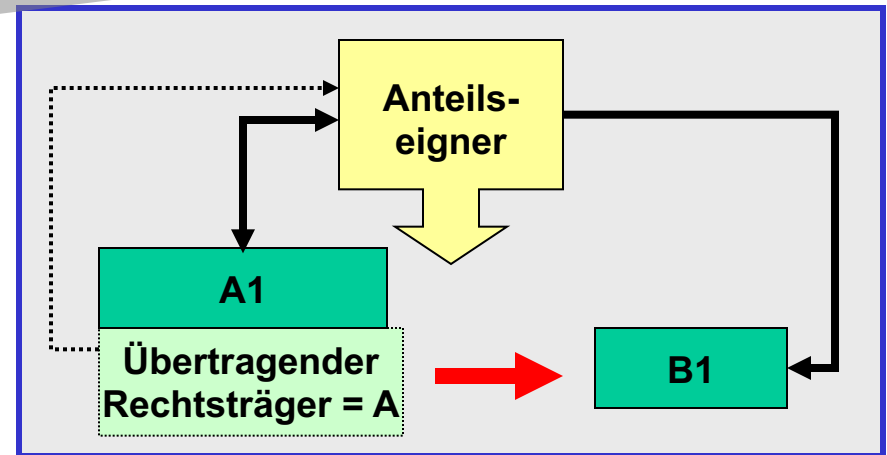 Anteils-
eigner
A1
Übertragender
Rechtsträger = A
B1